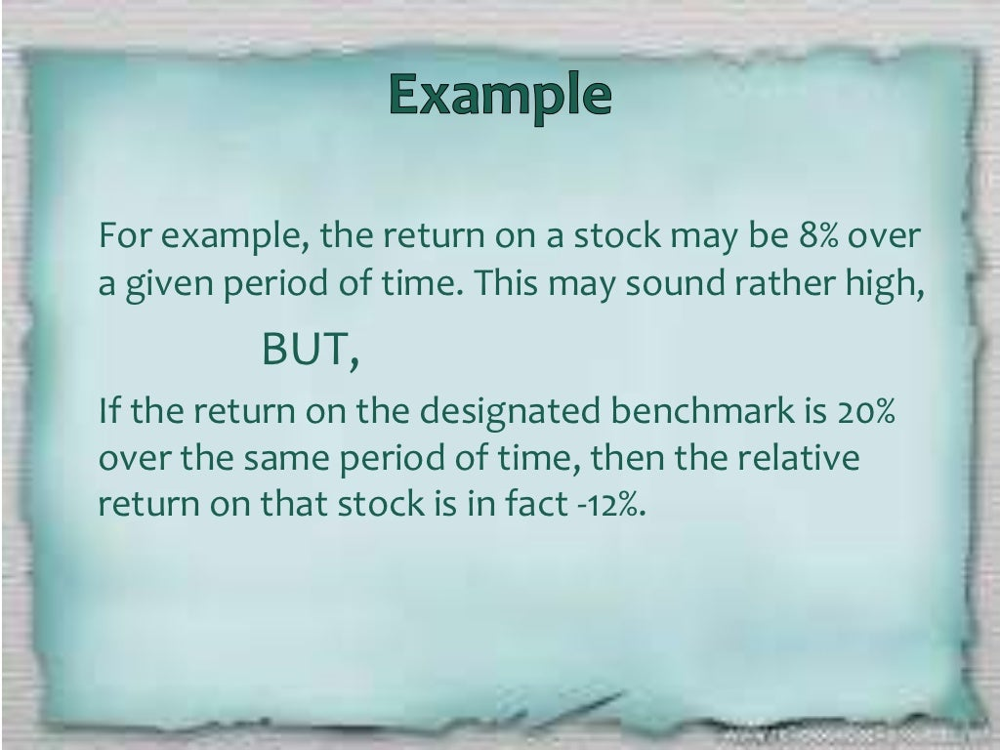 Example
For example, the return on a stock may be 8% over
a given period of time. This may sound rather high,
BUT,
If the return on the designated benchmark is 20%
over the same period of time, then the relative
return on that stock is in fact -12%.